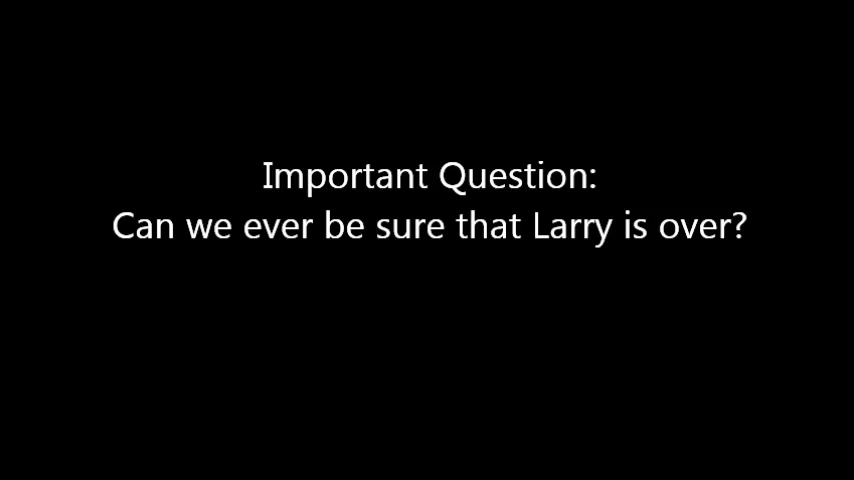 Important Question:
Can we ever be sure that Larry is over?